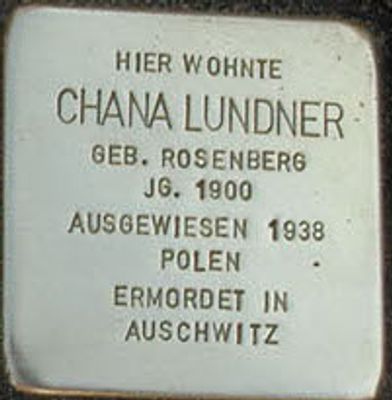 HIER WOHNTE
CHANA LUNDNER
GEB. ROSENBERG
JG. 1900
AUSGEWIESEN 1938
POLEN
ERMORDET IN
AUSCHWITZ